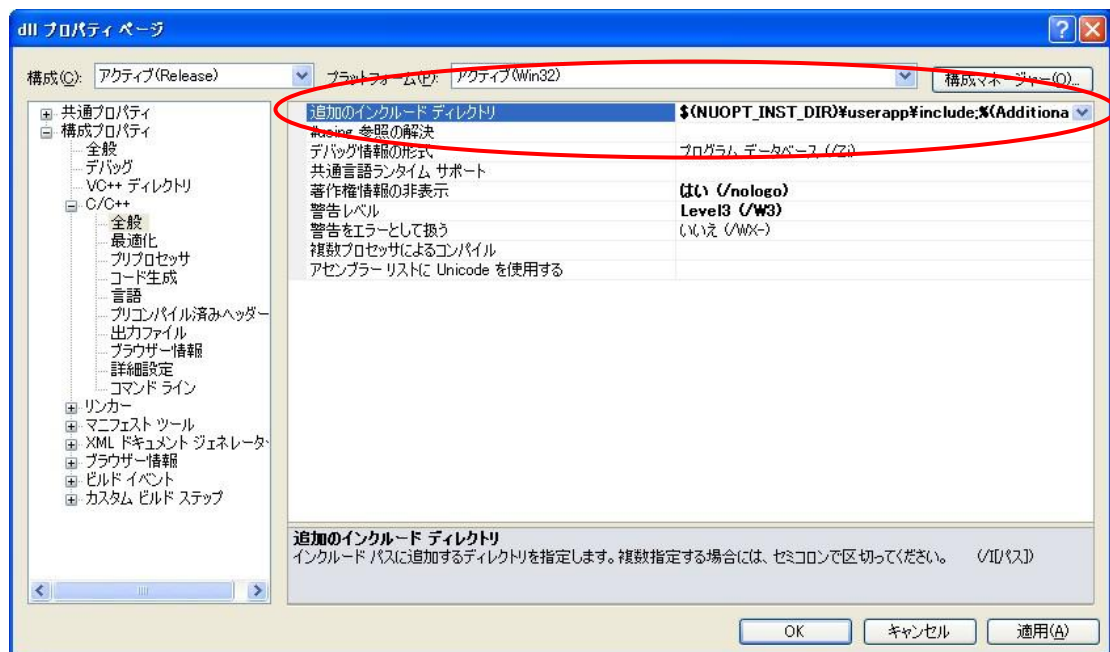 dll プロパティ ページ
構成(C): アクティブ(Release) プラットフォーム(P): アクティブ(Win32) 構成マネージャー(O)...
共通プロパティ
構成プロパティ
全般
デバッグ
VC++ ディレクトリ
C/C++
全般
最適化
プリプロセッサ
コード生成
言語
プリコンパイル済みヘッダー
出力ファイル
ブラウザー情報
詳細設定
コマンド ライン
リンカー
マニフェスト ツール
XML ドキュメント ジェネレータ
ブラウザー情報
ビルド イベント
カスタム ビルド ステップ
追加のインクルード ディレクトリ $(NUOPT_INST_DIR)¥userapp¥include;%(Additiona
#using 参照の解決
デバッグ情報の形式 プログラム データベース (/Zi)
共通言語ランタイム サポート
著作権情報の非表示 はい (/nologo)
警告レベル Level3 (/W3)
警告をエラーとして扱う いいえ (/WX-)
複数プロセッサによるコンパイル
アセンブラー リストに Unicode を使用する
追加のインクルード ディレクトリ
インクルード パスに追加するディレクトリを指定します。複数指定する場合には、セミコロンで区切ってください。 (/I[パス])
OK キャンセル 適用(A)